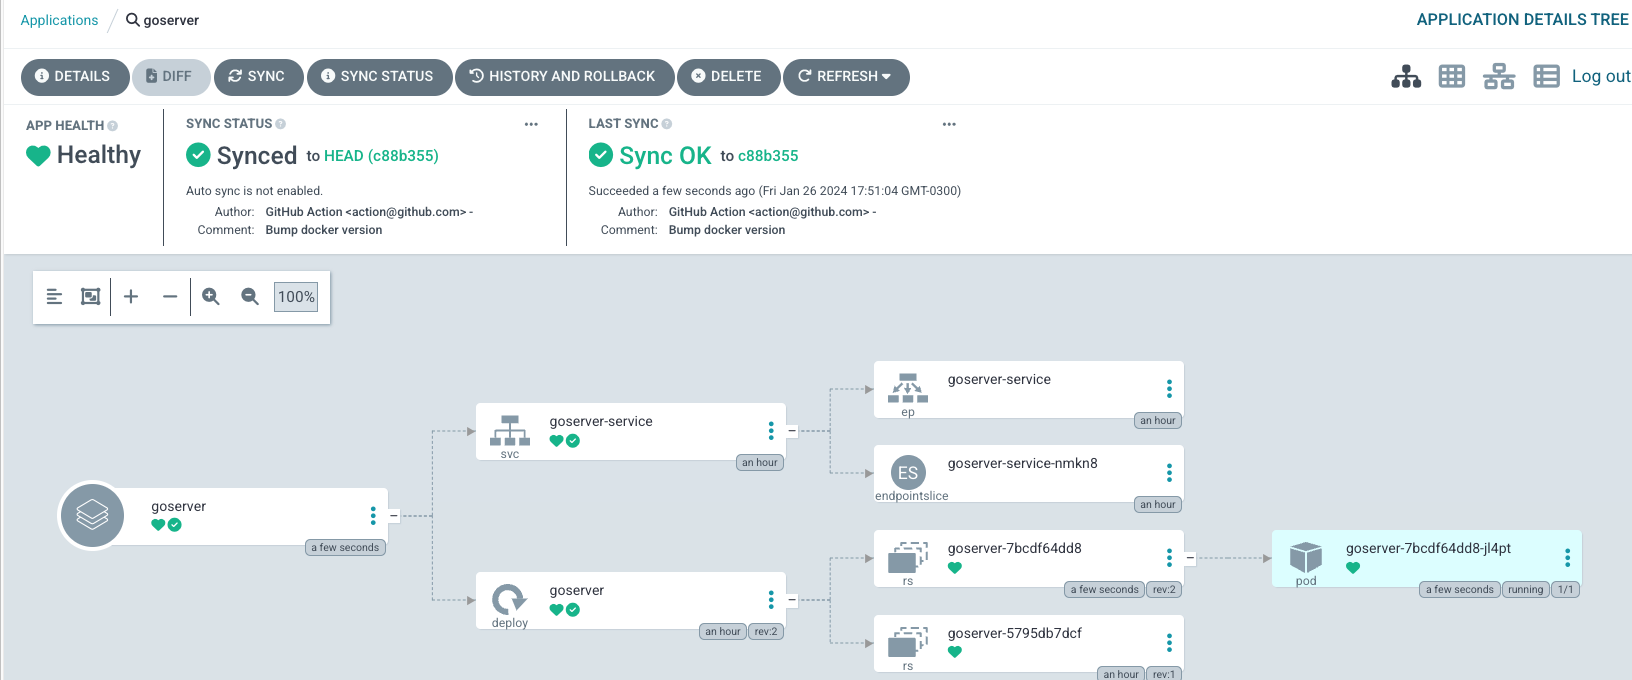 Applications / goserver
APPLICATION DETAILS TREE
DETAILS DIFF SYNC SYNC STATUS HISTORY AND ROLLBACK DELETE REFRESH
Log out
APP HEALTH
Healthy
SYNC STATUS
Synced to HEAD (c88b355)
Auto sync is not enabled.
Author: GitHub Action <action@github.com> -
Comment: Bump docker version
LAST SYNC
Sync OK to c88b355
Succeeded a few seconds ago (Fri Jan 26 2024 17:51:04 GMT-0300)
Author: GitHub Action <action@github.com> -
Comment: Bump docker version
100%
goserver
a few seconds
goserver-service
svc
an hour
goserver
deploy
an hour rev:2
goserver-service
ep
an hour
ES
goserver-service-nmkn8
endpointslice
an hour
goserver-7bcdf64dd8
rs
a few seconds rev:2
goserver-5795db7dcf
rs
an hour rev:1
goserver-7bcdf64dd8-jl4pt
pod
a few seconds running 1/1